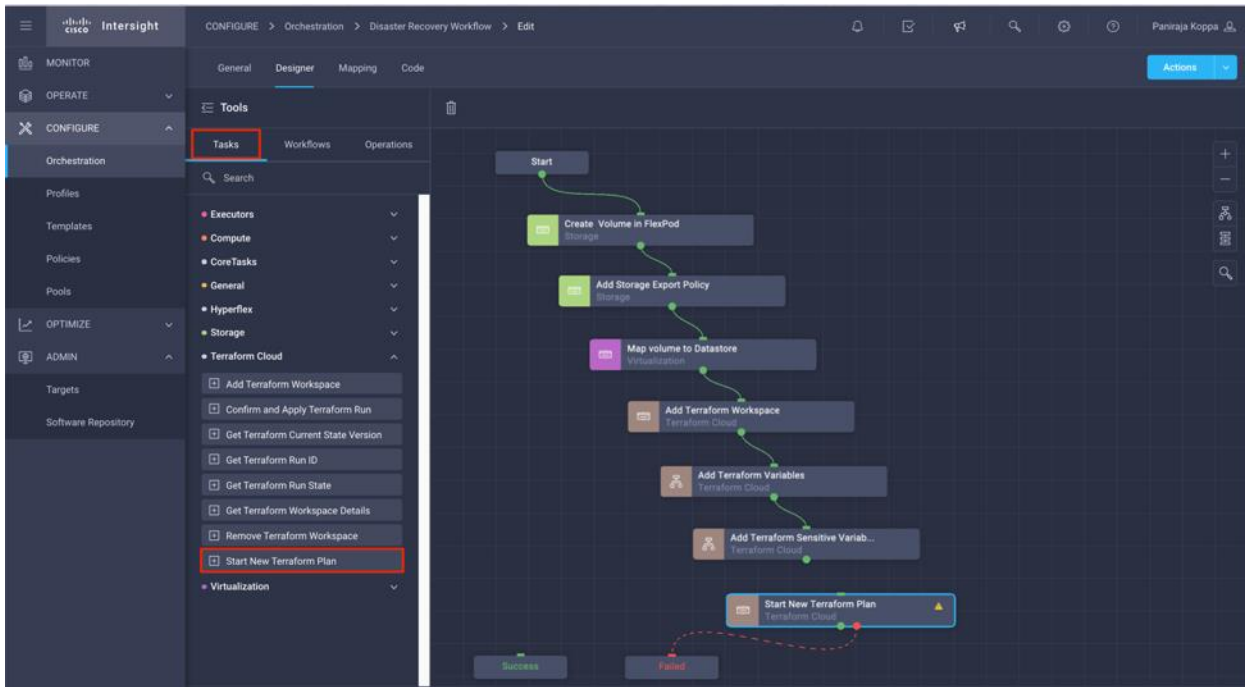 cisco Intersight
CONFIGURE > Orchestration > Disaster Recovery Workflow > Edit
Paniraja Koppa
MONITOR
OPERATE
CONFIGURE
Orchestration
Profiles
Templates
Policies
Pools
OPTIMIZE
ADMIN
Targets
Software Repository
General Designer Mapping Code
Actions
Tools
Tasks Workflows Operations
Search
Executors
Compute
CoreTasks
General
Hyperflex
Storage
Terraform Cloud
Add Terraform Workspace
Confirm and Apply Terraform Run
Get Terraform Current State Version
Get Terraform Run ID
Get Terraform Run State
Get Terraform Workspace Details
Remove Terraform Workspace
Start New Terraform Plan
Virtualization
Start
Create Volume in FlexPod
Storage
Add Storage Export Policy
Storage
Map volume to Datastore
Virtualization
Add Terraform Workspace
Terraform Cloud
Add Terraform Variables
Terraform Cloud
Add Terraform Sensitive Variab...
Terraform Cloud
Start New Terraform Plan
Terraform Cloud
Success
Failed